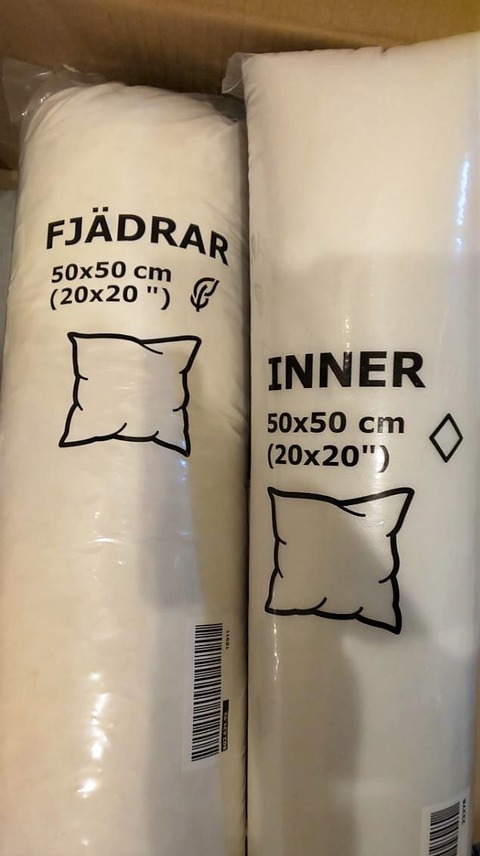 FJÄDRAR
50x50 cm
(20x20 ")
INNER
50x50 cm
(20x20")